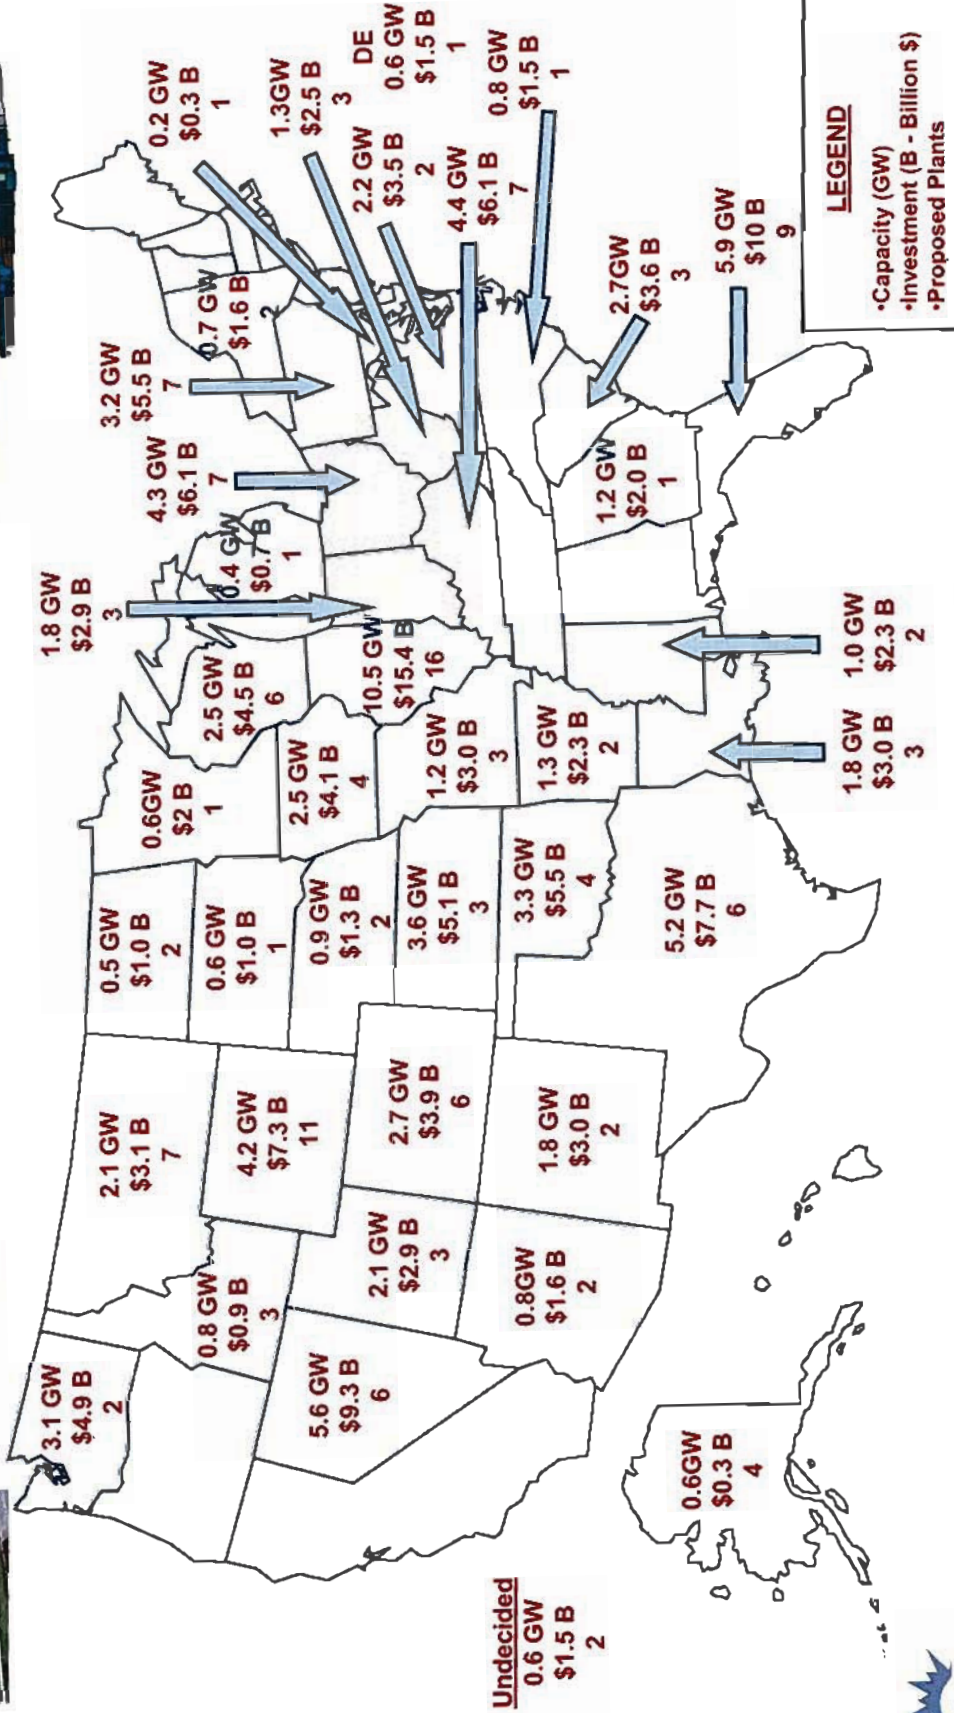 3.1 GW
$4.9 B
2
2.1 GW
$3.1 B
7
0.5 GW
$1.0 B
2
0.6GW
$2 B
1
1.8 GW
$2.9 B
3
4.3 GW
$6.1 B
7
3.2 GW
$5.5 B
7
0.2 GW
$0.3 B
1
0.8 GW
$0.9 B
3
4.2 GW
$7.3 B
11
0.6 GW
$1.0 B
1
2.5 GW
$4.5 B
6
0.4 GW
$0.7 B
1
0.7 GW
$1.6 B
2
1.3GW
$2.5 B
3
DE
0.6 GW
$1.5 B
1
2.2 GW
$3.5 B
2
5.6 GW
$9.3 B
6
2.1 GW
$2.9 B
3
2.7 GW
$3.9 B
6
0.9 GW
$1.3 B
2
2.5 GW
$4.1 B
4
10.5 GW
$15.4 B
16
4.4 GW
$6.1 B
7
0.8 GW
$1.5 B
1
3.6 GW
$5.1 B
3
1.2 GW
$3.0 B
3
0.8GW
$1.6 B
2
1.8 GW
$3.0 B
2
3.3 GW
$5.5 B
4
1.3 GW
$2.3 B
2
1.2 GW
$2.0 B
1
2.7GW
$3.6 B
3
5.9 GW
$10 B
9
5.2 GW
$7.7 B
6
Undecided
0.6 GW
$1.5 B
2
0.6GW
$0.3 B
4
1.8 GW
$3.0 B
3
1.0 GW
$2.3 B
2
LEGEND
•Capacity (GW)
•Investment (B - Billion $)
•Proposed Plants